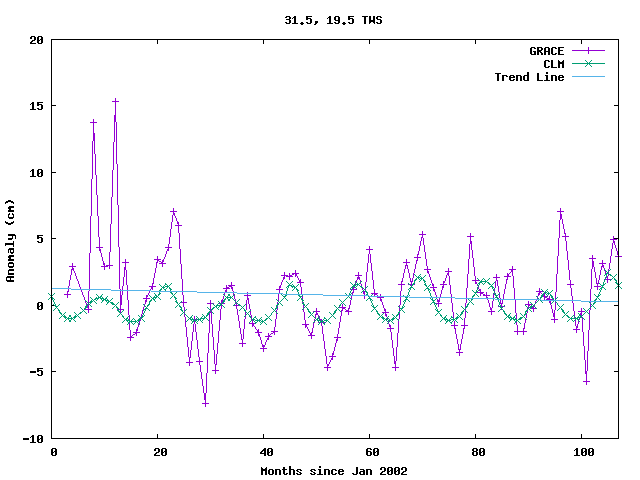 31.5, 19.5 TWS
GRACE
CLM
Trend Line
20
15
10
5
0
-5
-10
Anomaly (cm)
0 20 40 60 80 100
Months since Jan 2002